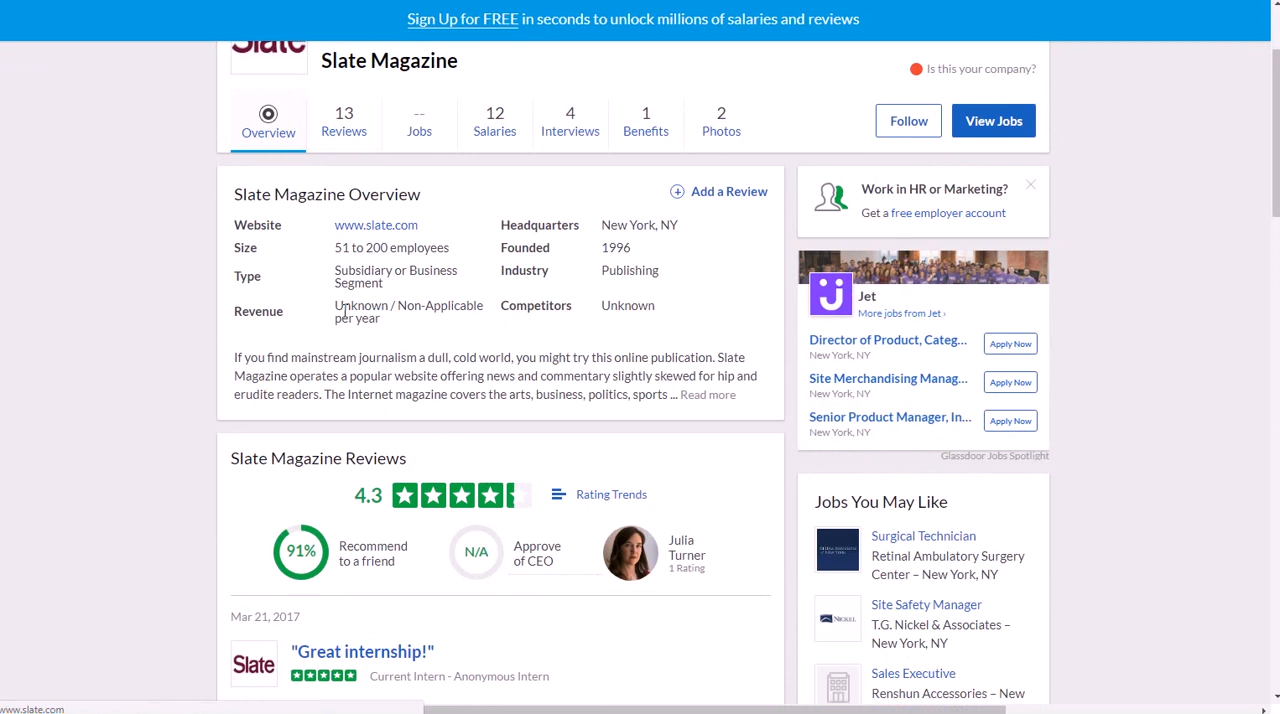 Sign Up for FREE in seconds to unlock millions of salaries and reviews
Slate
Slate Magazine
Is this your company?
Overview
13
Reviews
--
Jobs
12
Salaries
4
Interviews
1
Benefits
2
Photos
Follow
View Jobs
Slate Magazine Overview
+ Add a Review
Website www.slate.com Headquarters New York, NY
Size 51 to 200 employees Founded 1996
Type Subsidiary or Business Segment Industry Publishing
Revenue Unknown / Non-Applicable per year Competitors Unknown
If you find mainstream journalism a dull, cold world, you might try this online publication. Slate
Magazine operates a popular website offering news and commentary slightly skewed for hip and
erudite readers. The Internet magazine covers the arts, business, politics, sports ... Read more
Slate Magazine Reviews
4.3
Rating Trends
91%
Recommend
to a friend
N/A
Approve
of CEO
Julia
Turner
1 Rating
Mar 21, 2017
Slate
"Great internship!"
Current Intern - Anonymous Intern
Work in HR or Marketing?
Get a free employer account
Jet
More jobs from Jet ›
Director of Product, Categ...
New York, NY
Apply Now
Site Merchandising Manag...
New York, NY
Apply Now
Senior Product Manager, In...
New York, NY
Apply Now
Glassdoor Jobs Spotlight
Jobs You May Like
Surgical Technician
Retinal Ambulatory Surgery
Center – New York, NY
NICKEL
Site Safety Manager
T.G. Nickel & Associates –
New York, NY
Sales Executive
Renshun Accessories – New
www.slate.com